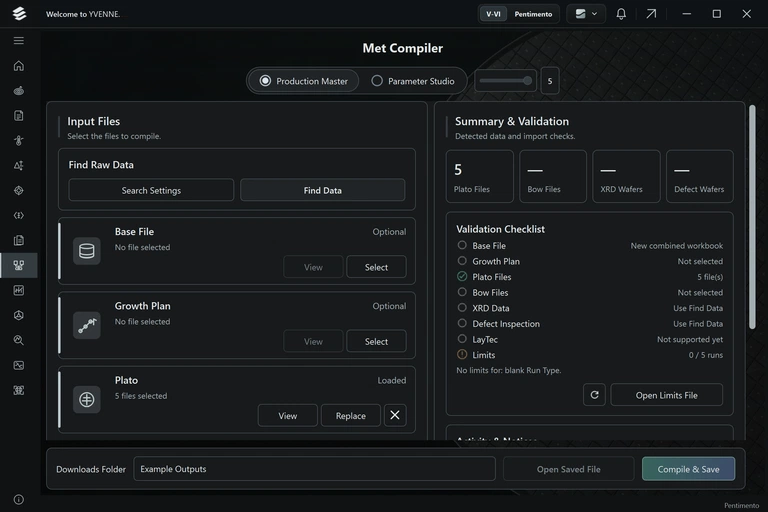 Welcome to YVENNE.
V-VI Pentimento
Met Compiler
Production Master
Parameter Studio
5
Input Files
Select the files to compile.
Find Raw Data
Search Settings
Find Data
Base File
Optional
No file selected
View
Select
Growth Plan
Optional
No file selected
View
Select
Plato
Loaded
5 files selected
View
Replace
Summary & Validation
Detected data and import checks.
5
Plato Files
—
Bow Files
—
XRD Wafers
—
Defect Wafers
Validation Checklist
Base File New combined workbook
Growth Plan Not selected
Plato Files 5 file(s)
Bow Files Not selected
XRD Data Use Find Data
Defect Inspection Use Find Data
LayTec Not supported yet
Limits 0 / 5 runs
No limits for: blank Run Type.
Open Limits File
Activity & Notices
Downloads Folder
Example Outputs
Open Saved File
Compile & Save
Pentimento